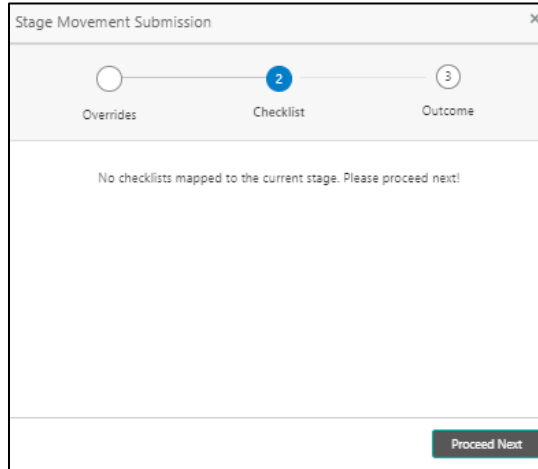 Stage Movement Submission
×
2
3
Overrides
Checklist
Outcome
No checklists mapped to the current stage. Please proceed next!
Proceed Next